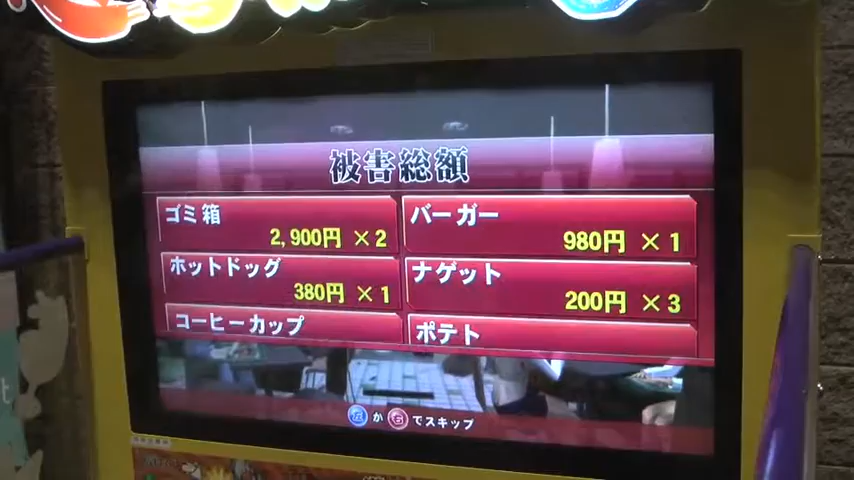 被害総額
ゴミ箱
2,900円 ×2
バーガー
980円 ×1
ホットドッグ
380円 ×1
ナゲット
200円 ×3
コーヒーカップ
ポテト
か でスキップ